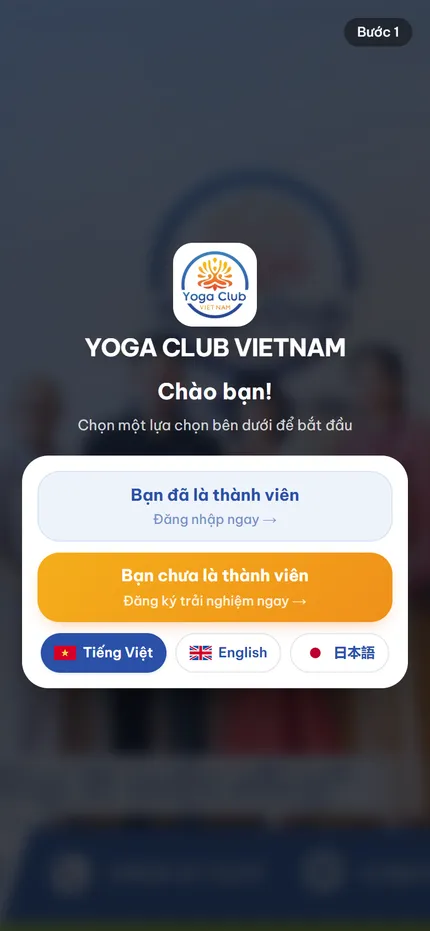 Bước 1
Yoga Club
VIET NAM
YOGA CLUB VIETNAM
Chào bạn!
Chọn một lựa chọn bên dưới để bắt đầu
Bạn đã là thành viên
Đăng nhập ngay →
Bạn chưa là thành viên
Đăng ký trải nghiệm ngay →
Tiếng Việt
English
日本語